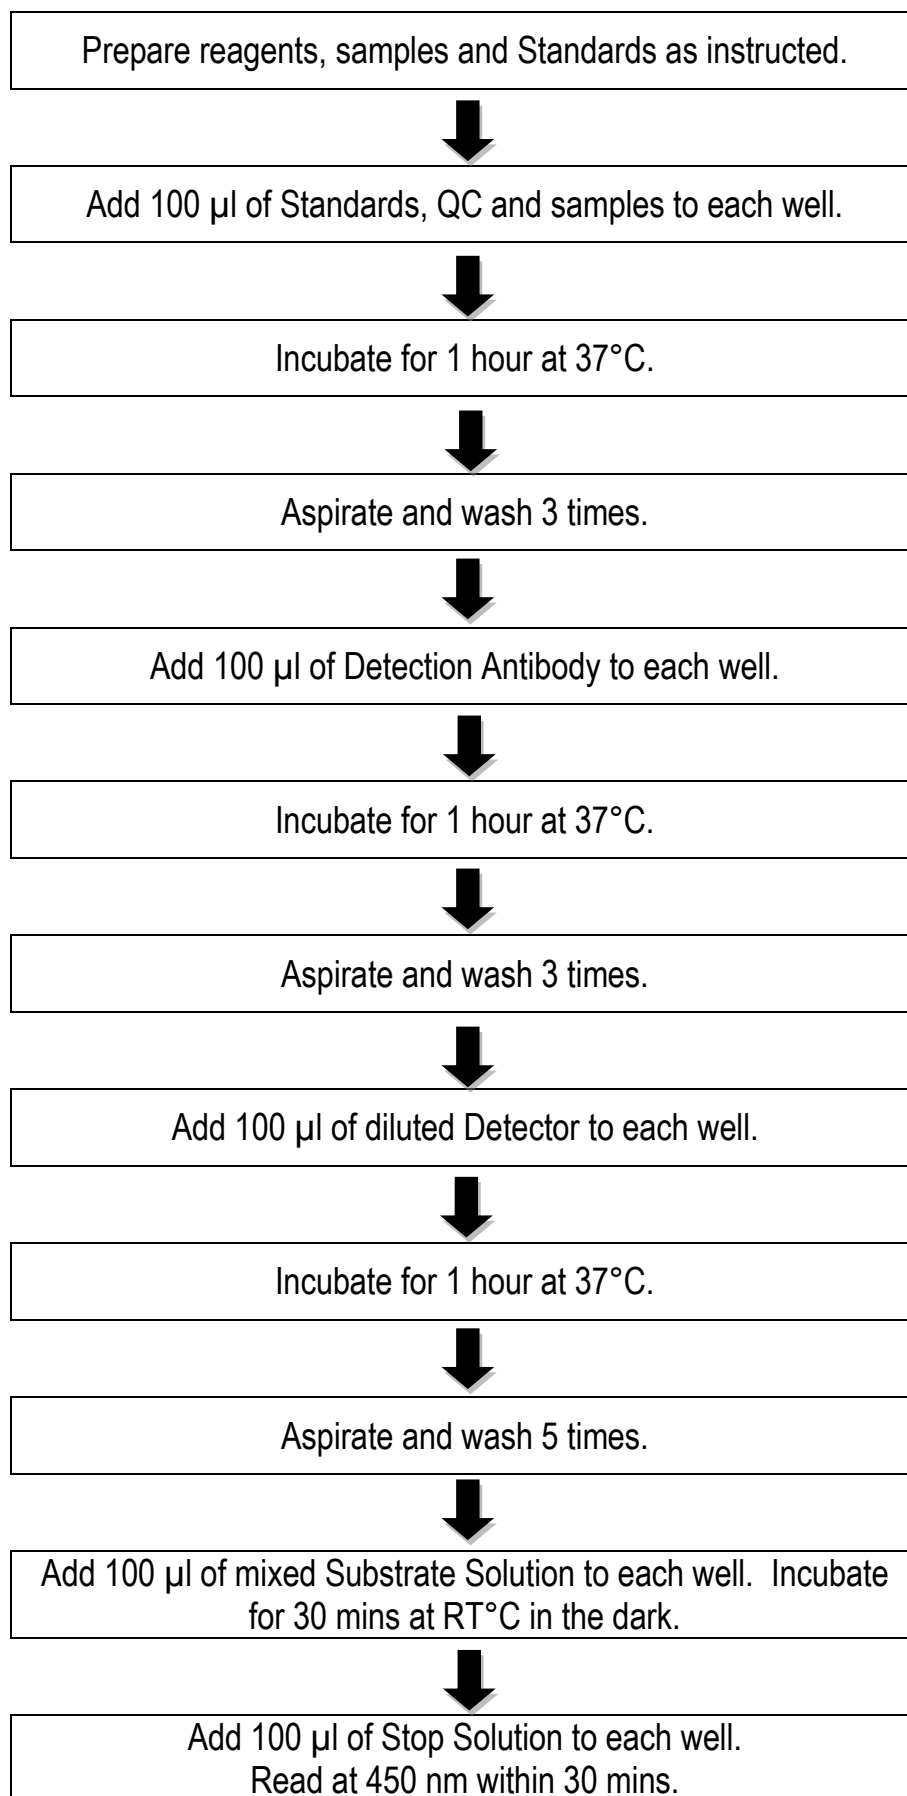 Prepare reagents, samples and Standards as instructed.
Add 100 µl of Standards, QC and samples to each well.
Incubate for 1 hour at 37°C.
Aspirate and wash 3 times.
Add 100 µl of Detection Antibody to each well.
Incubate for 1 hour at 37°C.
Aspirate and wash 3 times.
Add 100 µl of diluted Detector to each well.
Incubate for 1 hour at 37°C.
Aspirate and wash 5 times.
Add 100 µl of mixed Substrate Solution to each well.  Incubate
for 30 mins at RT°C in the dark.
Add 100 µl of Stop Solution to each well.
Read at 450 nm within 30 mins.